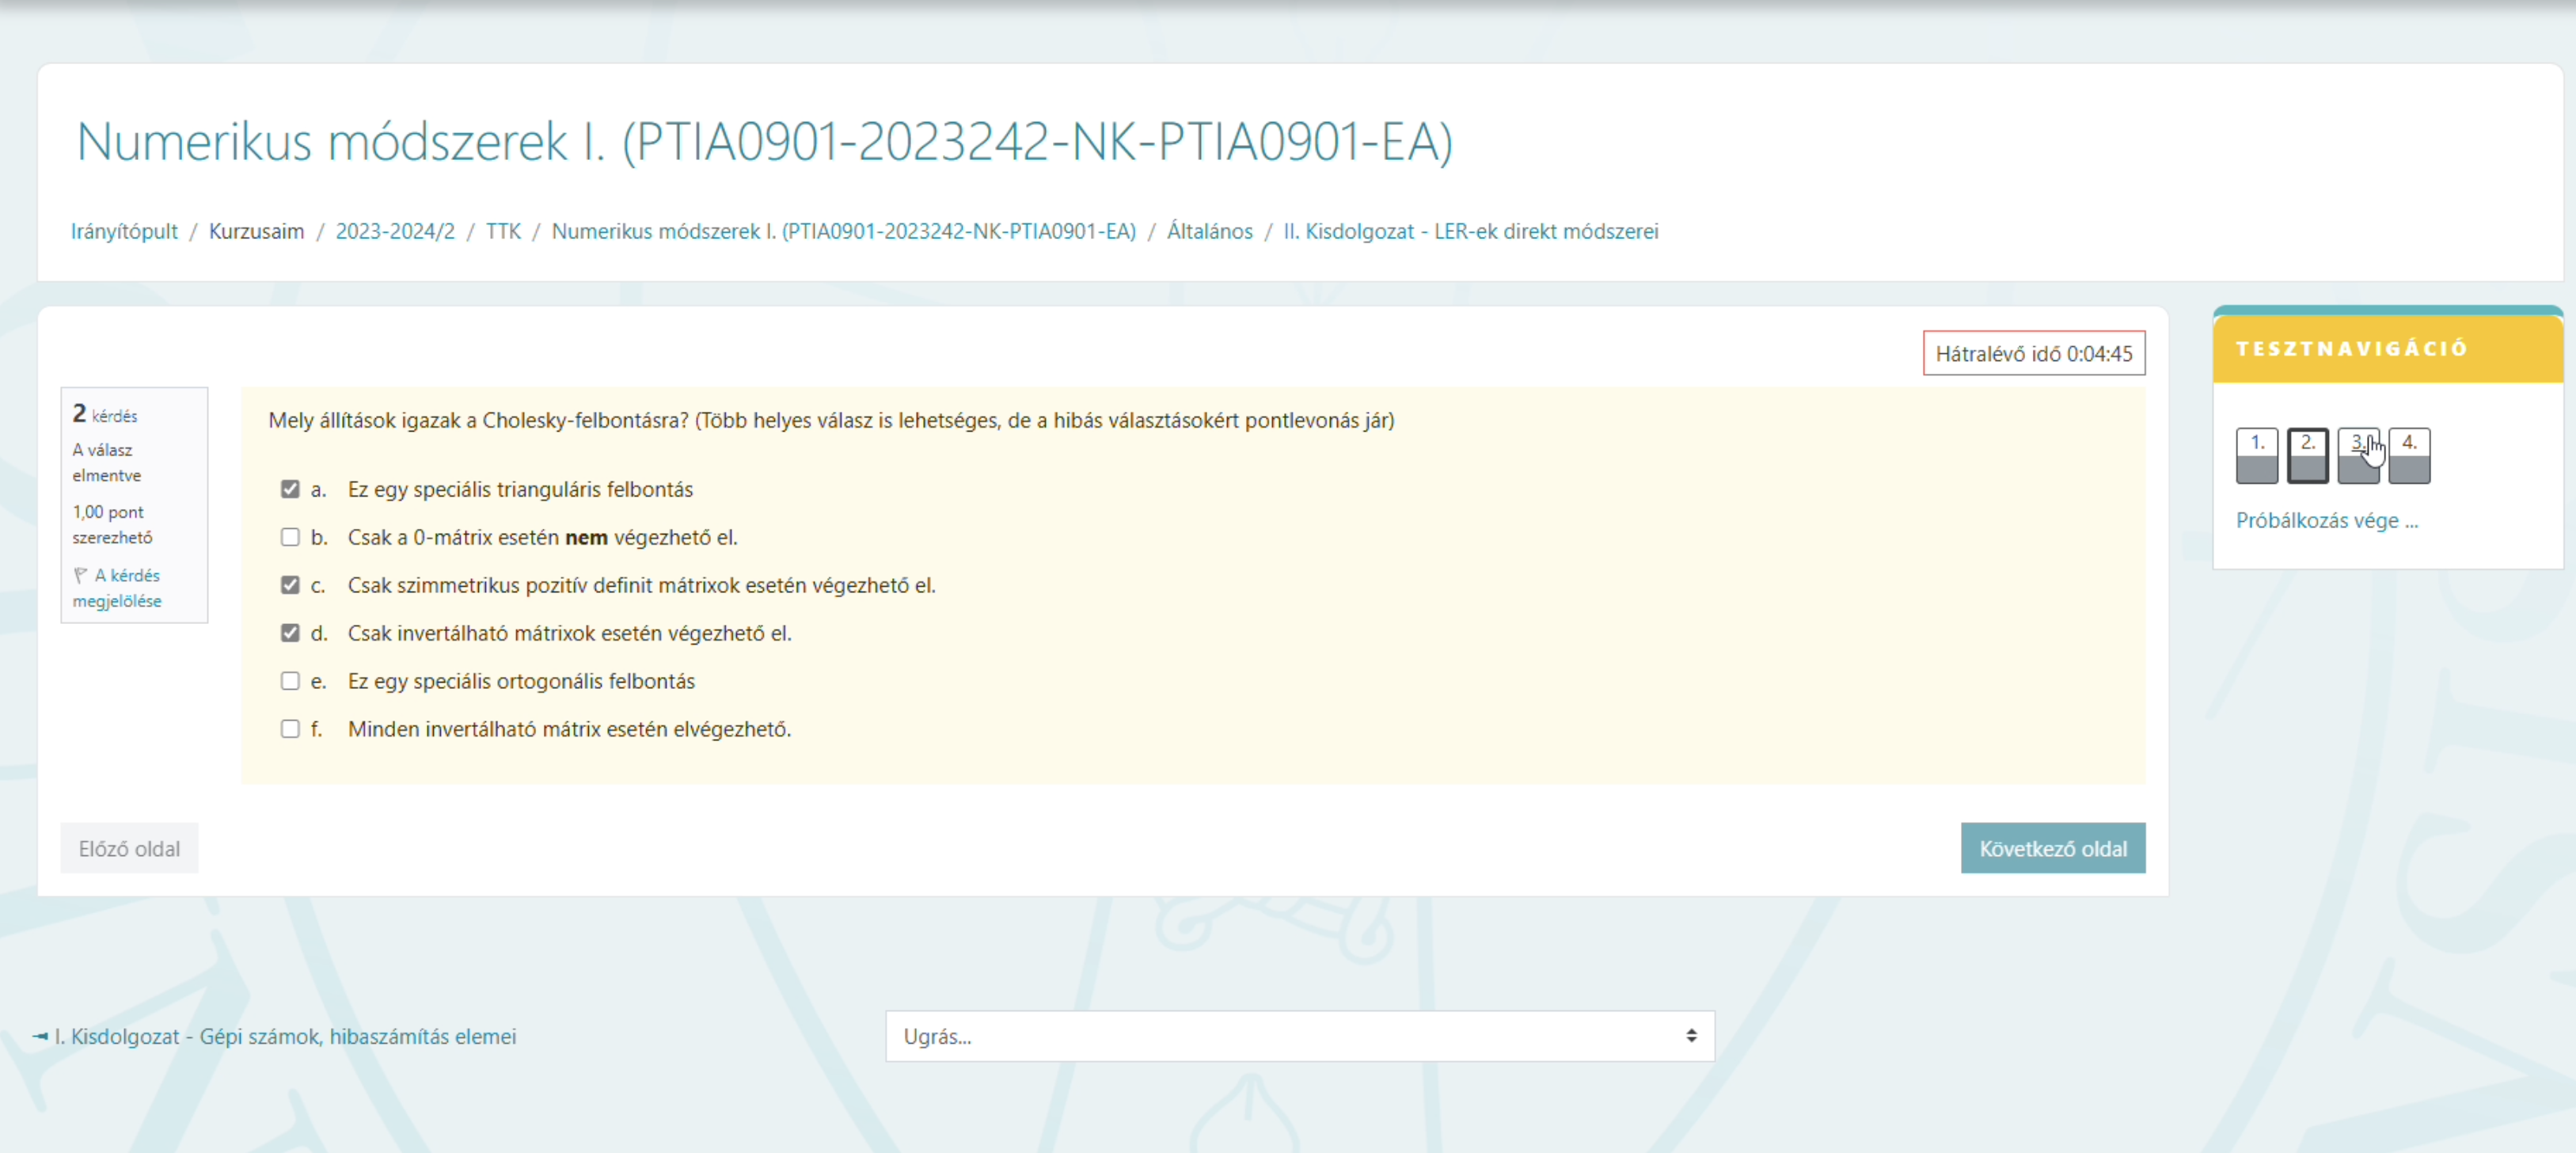 Numerikus módszerek I. (PTIA0901-2023242-NK-PTIA0901-EA)
Irányítópult / Kurzusaim / 2023-2024/2 / TTK / Numerikus módszerek I. (PTIA0901-2023242-NK-PTIA0901-EA) / Általános / II. Kisdolgozat - LER-ek direkt módszerei
Hátralévő idő 0:04:45
2 kérdés
A válasz
elmentve
1,00 pont
szerezhető
A kérdés
megjelölése
Mely állítások igazak a Cholesky-felbontásra? (Több helyes válasz is lehetséges, de a hibás választásokért pontlevonás jár)
a. Ez egy speciális trianguláris felbontás
b. Csak a 0-mátrix esetén nem végezhető el.
c. Csak szimmetrikus pozitív definit mátrixok esetén végezhető el.
d. Csak invertálható mátrixok esetén végezhető el.
e. Ez egy speciális ortogonális felbontás
f. Minden invertálható mátrix esetén elvégezhető.
Előző oldal
Következő oldal
TESZTNAVIGÁCIÓ
1. 2. 3. 4.
Próbálkozás vége ...
I. Kisdolgozat - Gépi számok, hibaszámítás elemei
Ugrás...